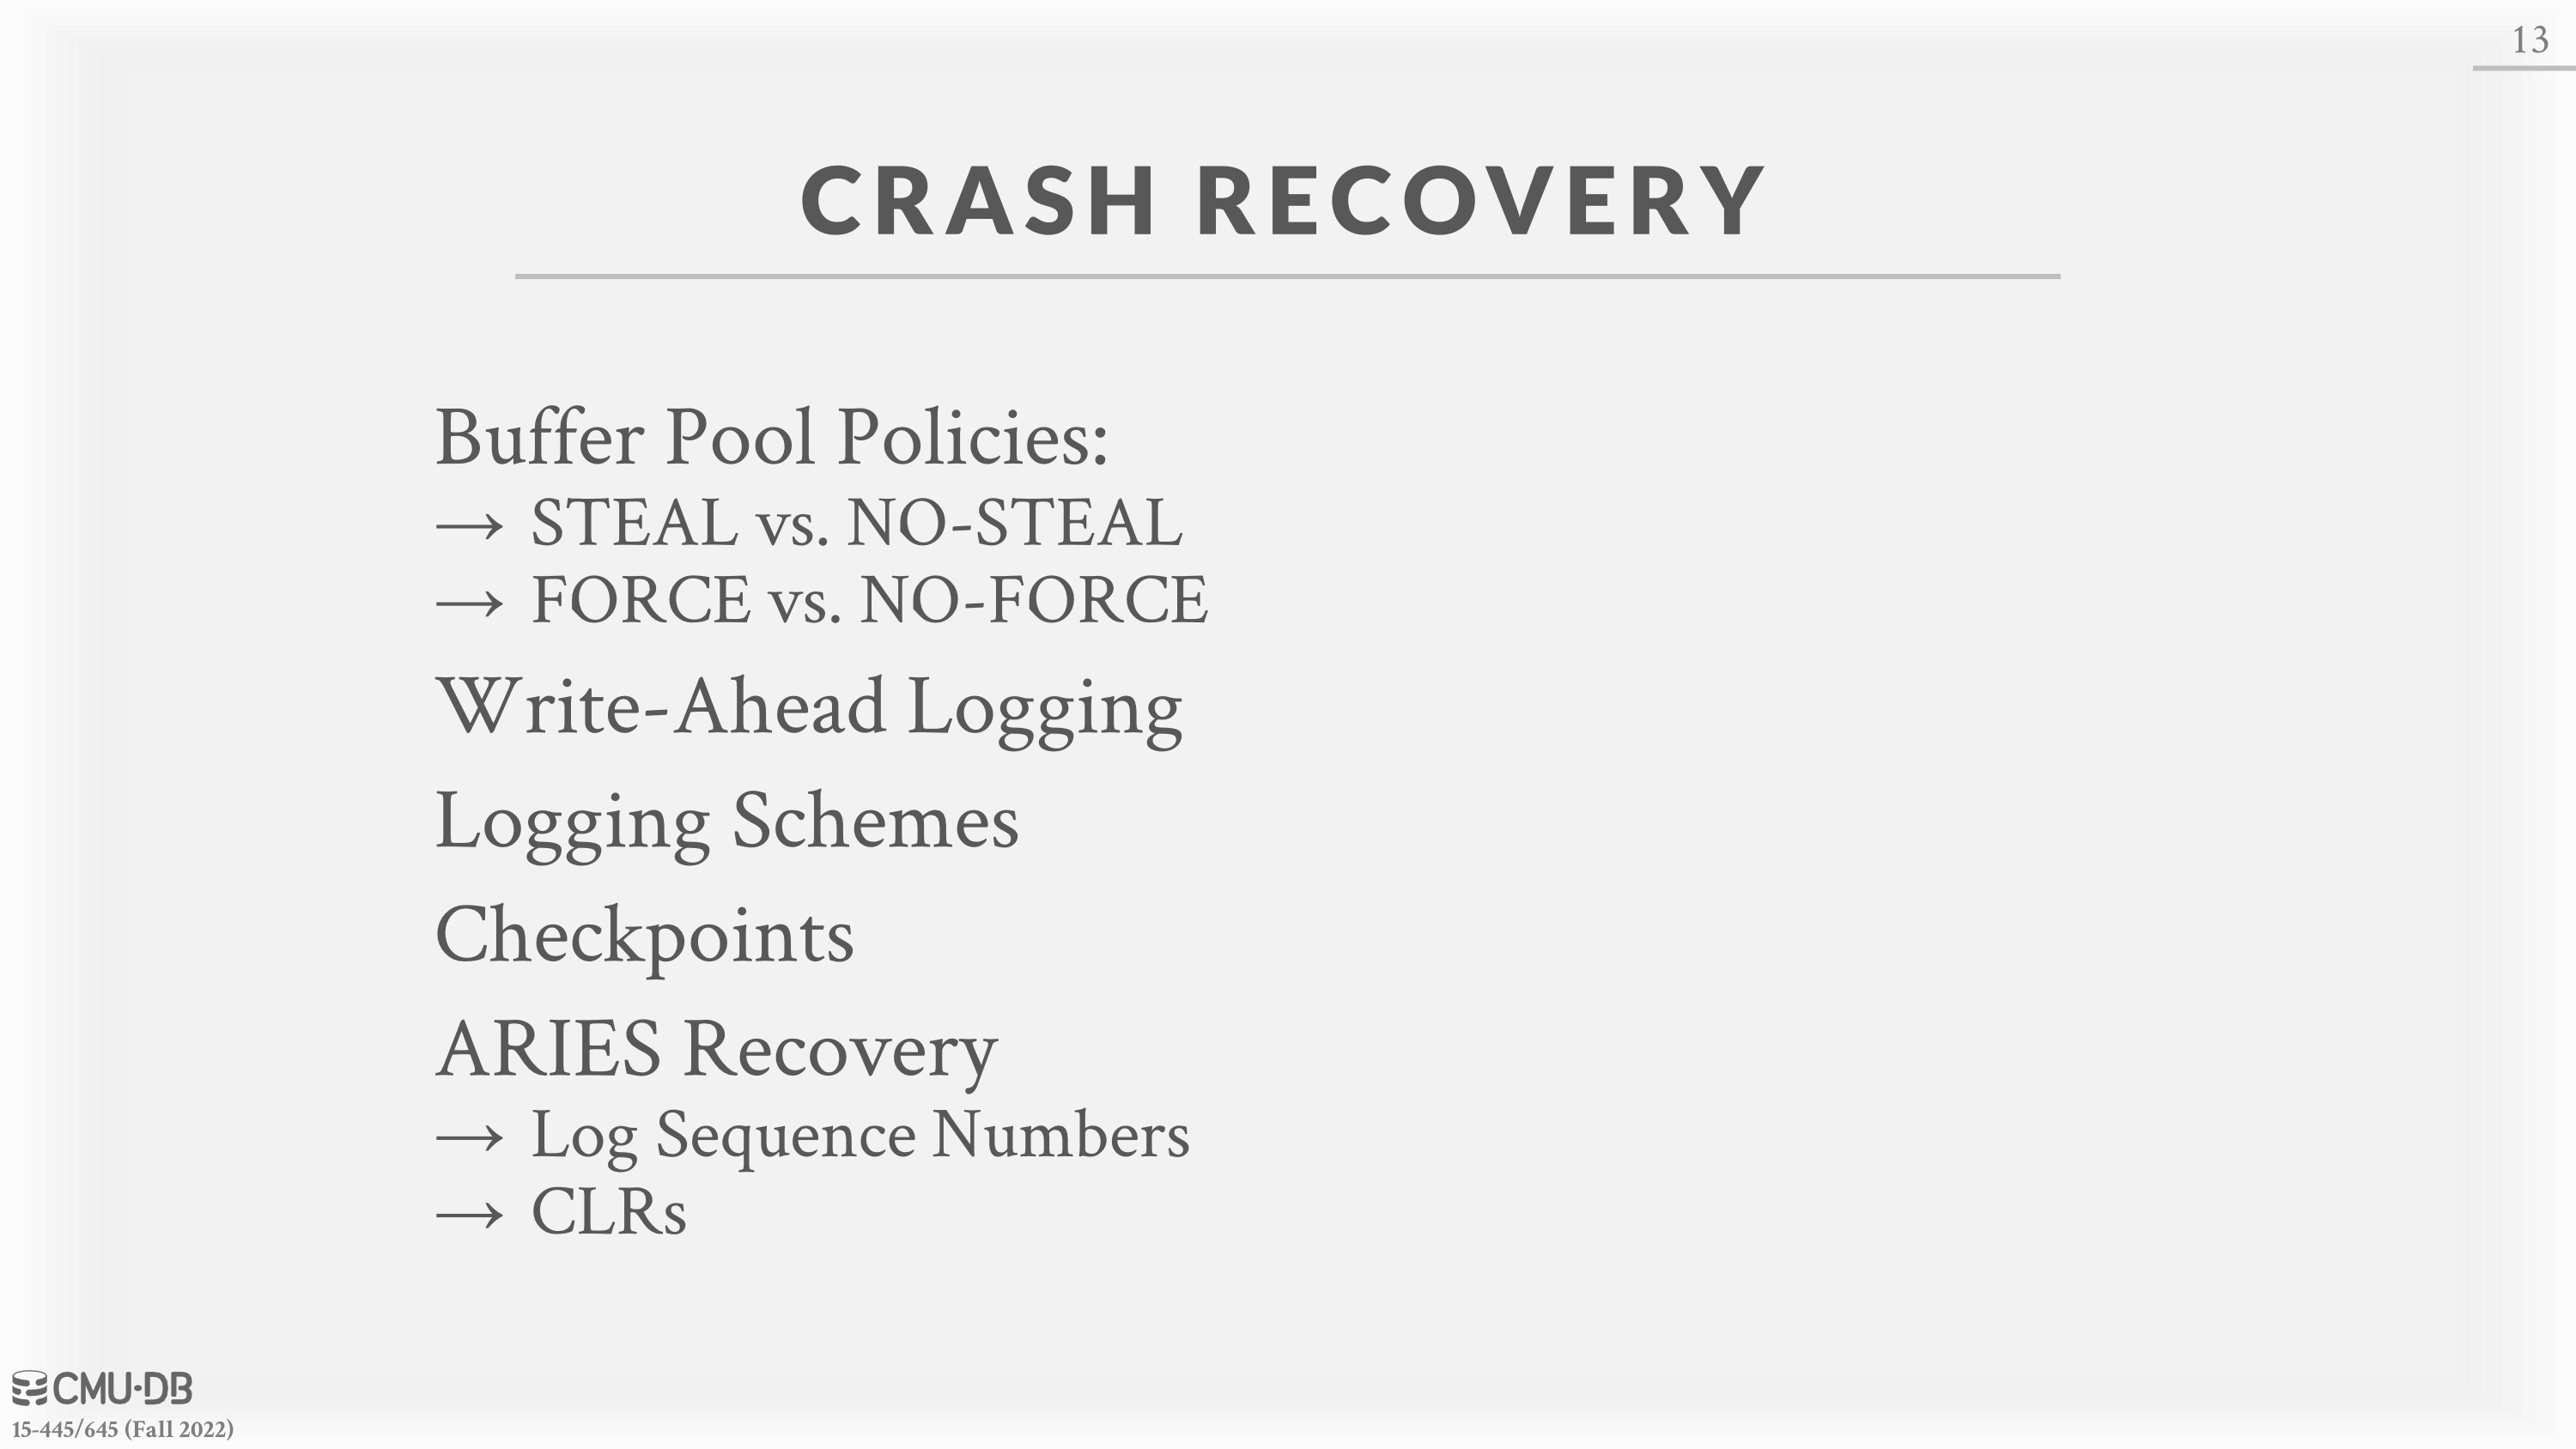 13
CRASH RECOVERY
Buffer Pool Policies:
→ STEAL vs. NO-STEAL
→ FORCE vs. NO-FORCE
Write-Ahead Logging
Logging Schemes
Checkpoints
ARIES Recovery
→ Log Sequence Numbers
→ CLRs
CMU·DB
15-445/645 (Fall 2022)